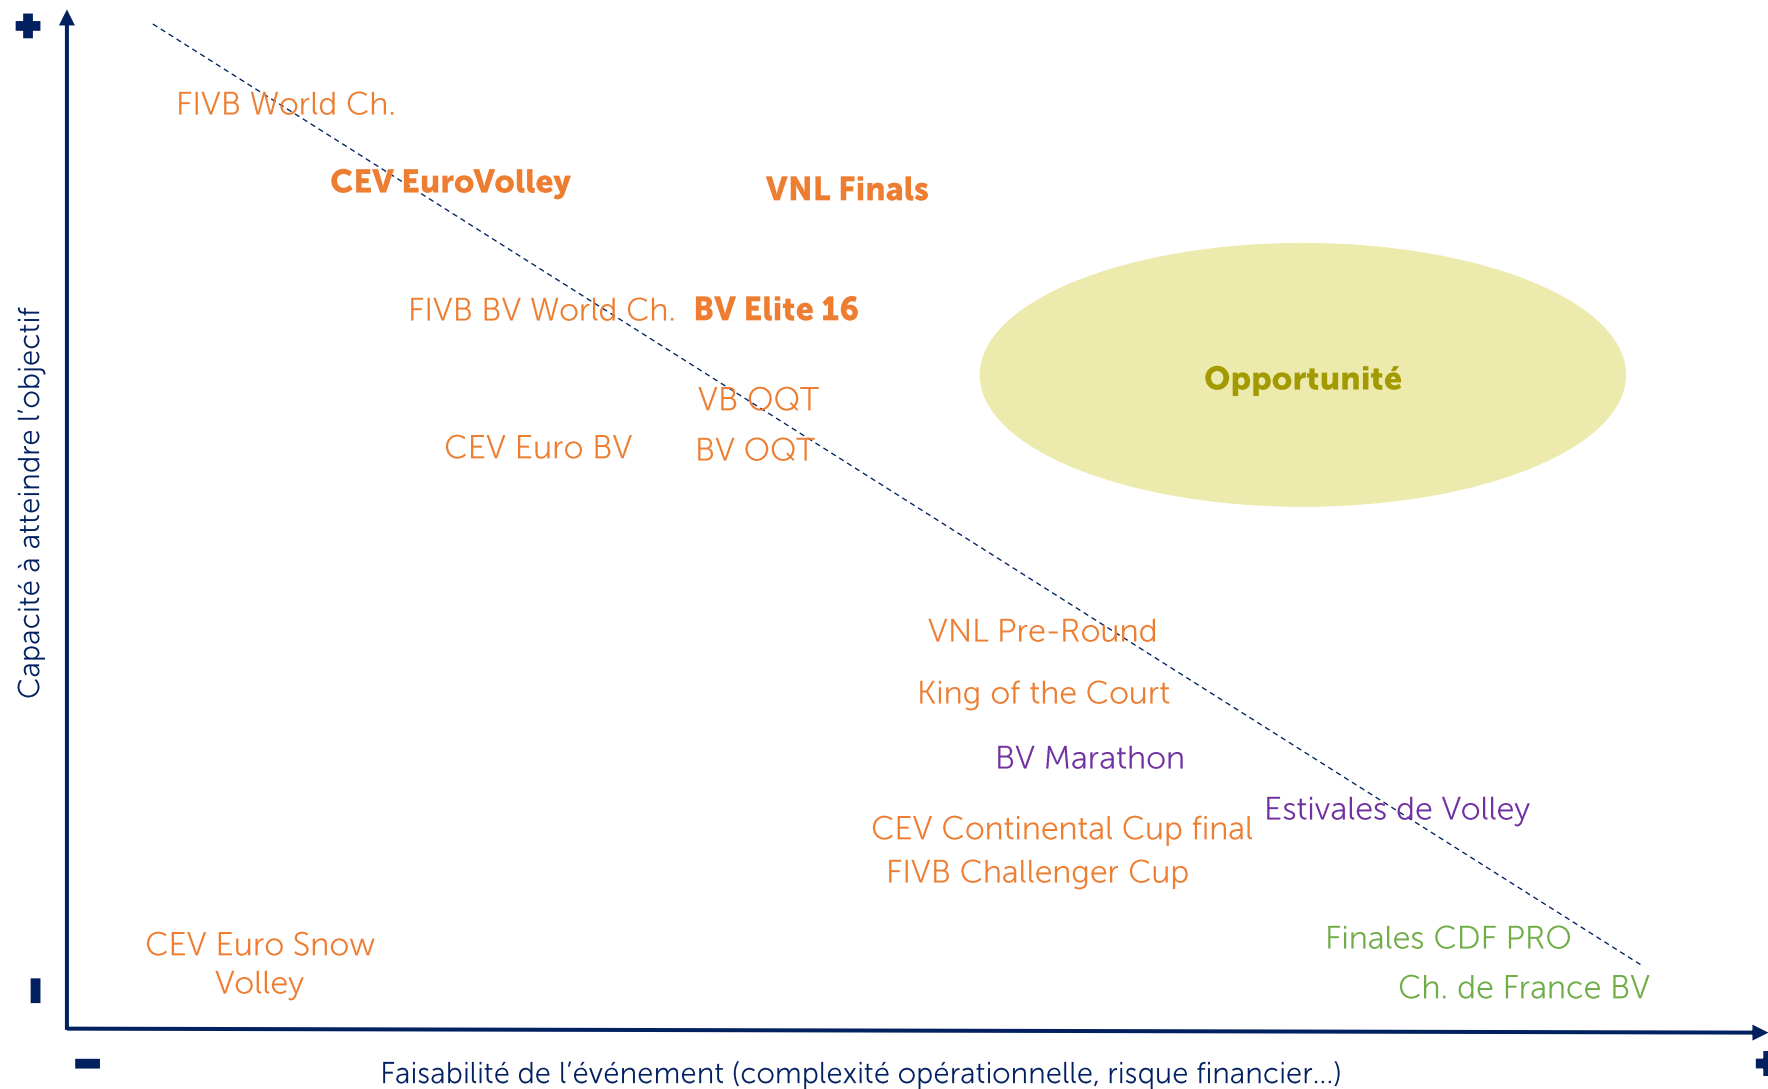 FIVB World Ch.
CEV EuroVolley
VNL Finals
FIVB BV World Ch.
BV Elite 16
Opportunité
VB OQT
CEV Euro BV
BV OQT
Capacité à atteindre l'objectif
VNL Pre-Round
King of the Court
BV Marathon
Estivales de Volley
CEV Continental Cup final
FIVB Challenger Cup
CEV Euro Snow
Volley
Finales CDF PRO
Ch. de France BV
Faisabilité de l'événement (complexité opérationnelle, risque financier...)